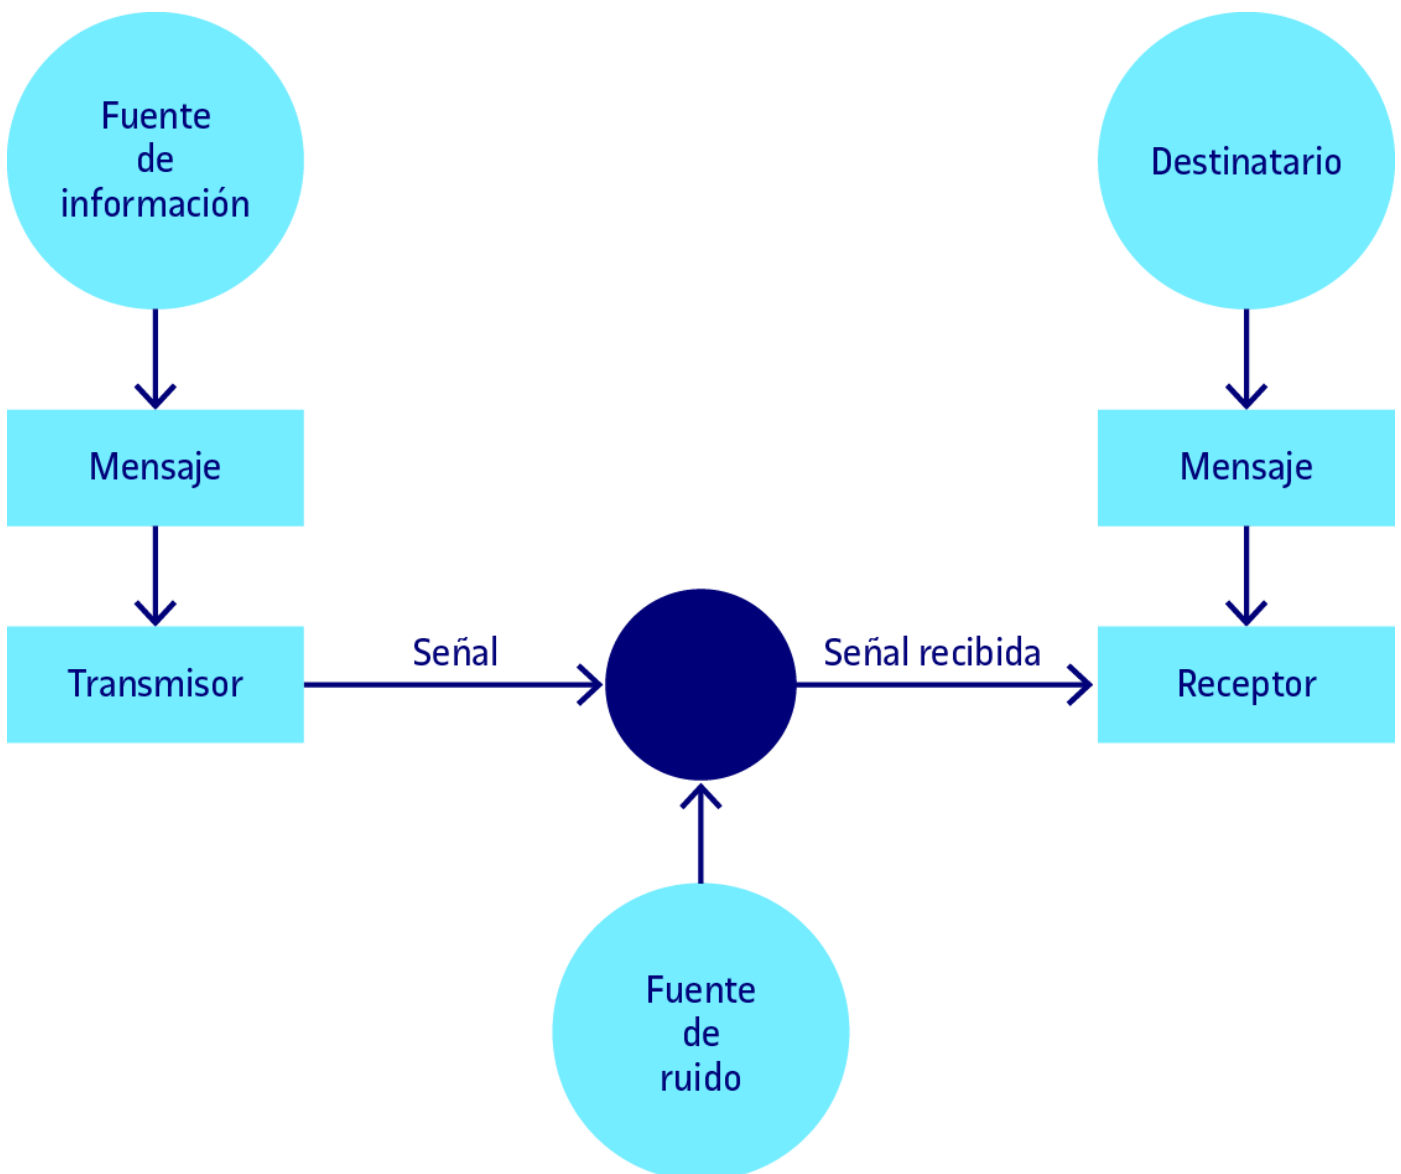 Fuente
de
información
Destinatario
Mensaje
Mensaje
Transmisor
Señal
Señal recibida
Receptor
Fuente
de
ruido